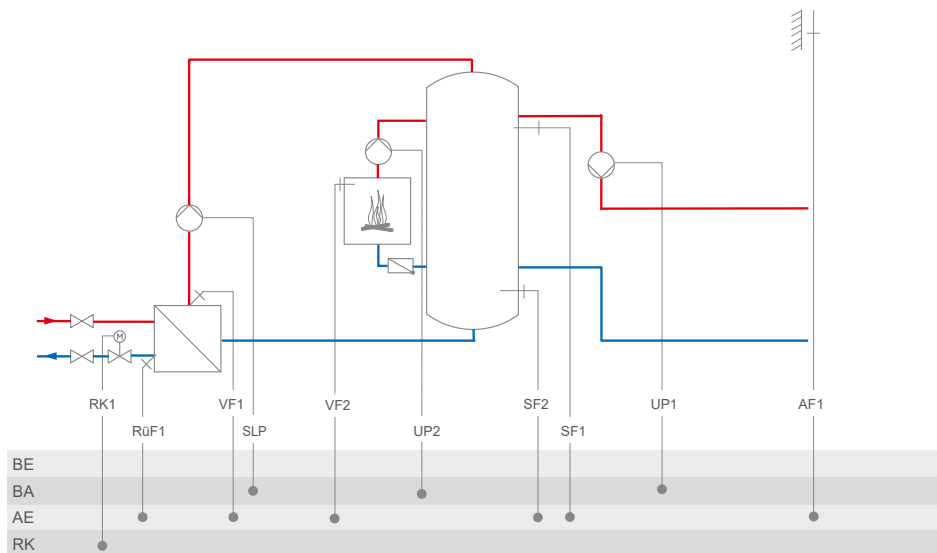 M
RK1 VF1 VF2 SF2 UP1 AF1
RüF1 SLP UP2 SF1
BE
BA
AE
RK